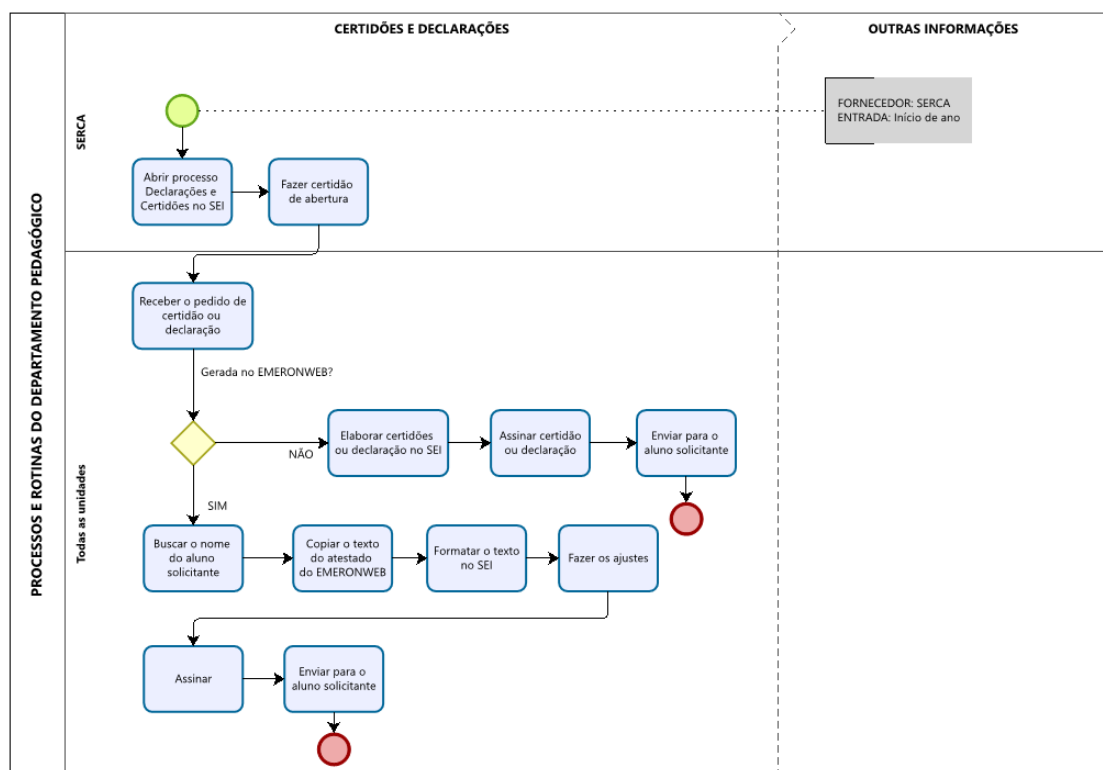 PROCESSOS E ROTINAS DO DEPARTAMENTO PEDAGÓGICO
CERTIDÕES E DECLARAÇÕES
OUTRAS INFORMAÇÕES
SERCA
FORNECEDOR: SERCA
ENTRADA: Início de ano
Abrir processo
Declarações e
Certidões no SEI
Fazer certidão
de abertura
Todas as unidades
Receber o pedido de
certidão ou
declaração
Gerada no EMERONWEB?
NÃO
Elaborar certidões
ou declaração no SEI
Assinar certidão
ou declaração
Enviar para o
aluno solicitante
SIM
Buscar o nome
do aluno
solicitante
Copiar o texto
do atestado
do EMERONWEB
Formatar o texto
no SEI
Fazer os ajustes
Assinar
Enviar para o
aluno solicitante